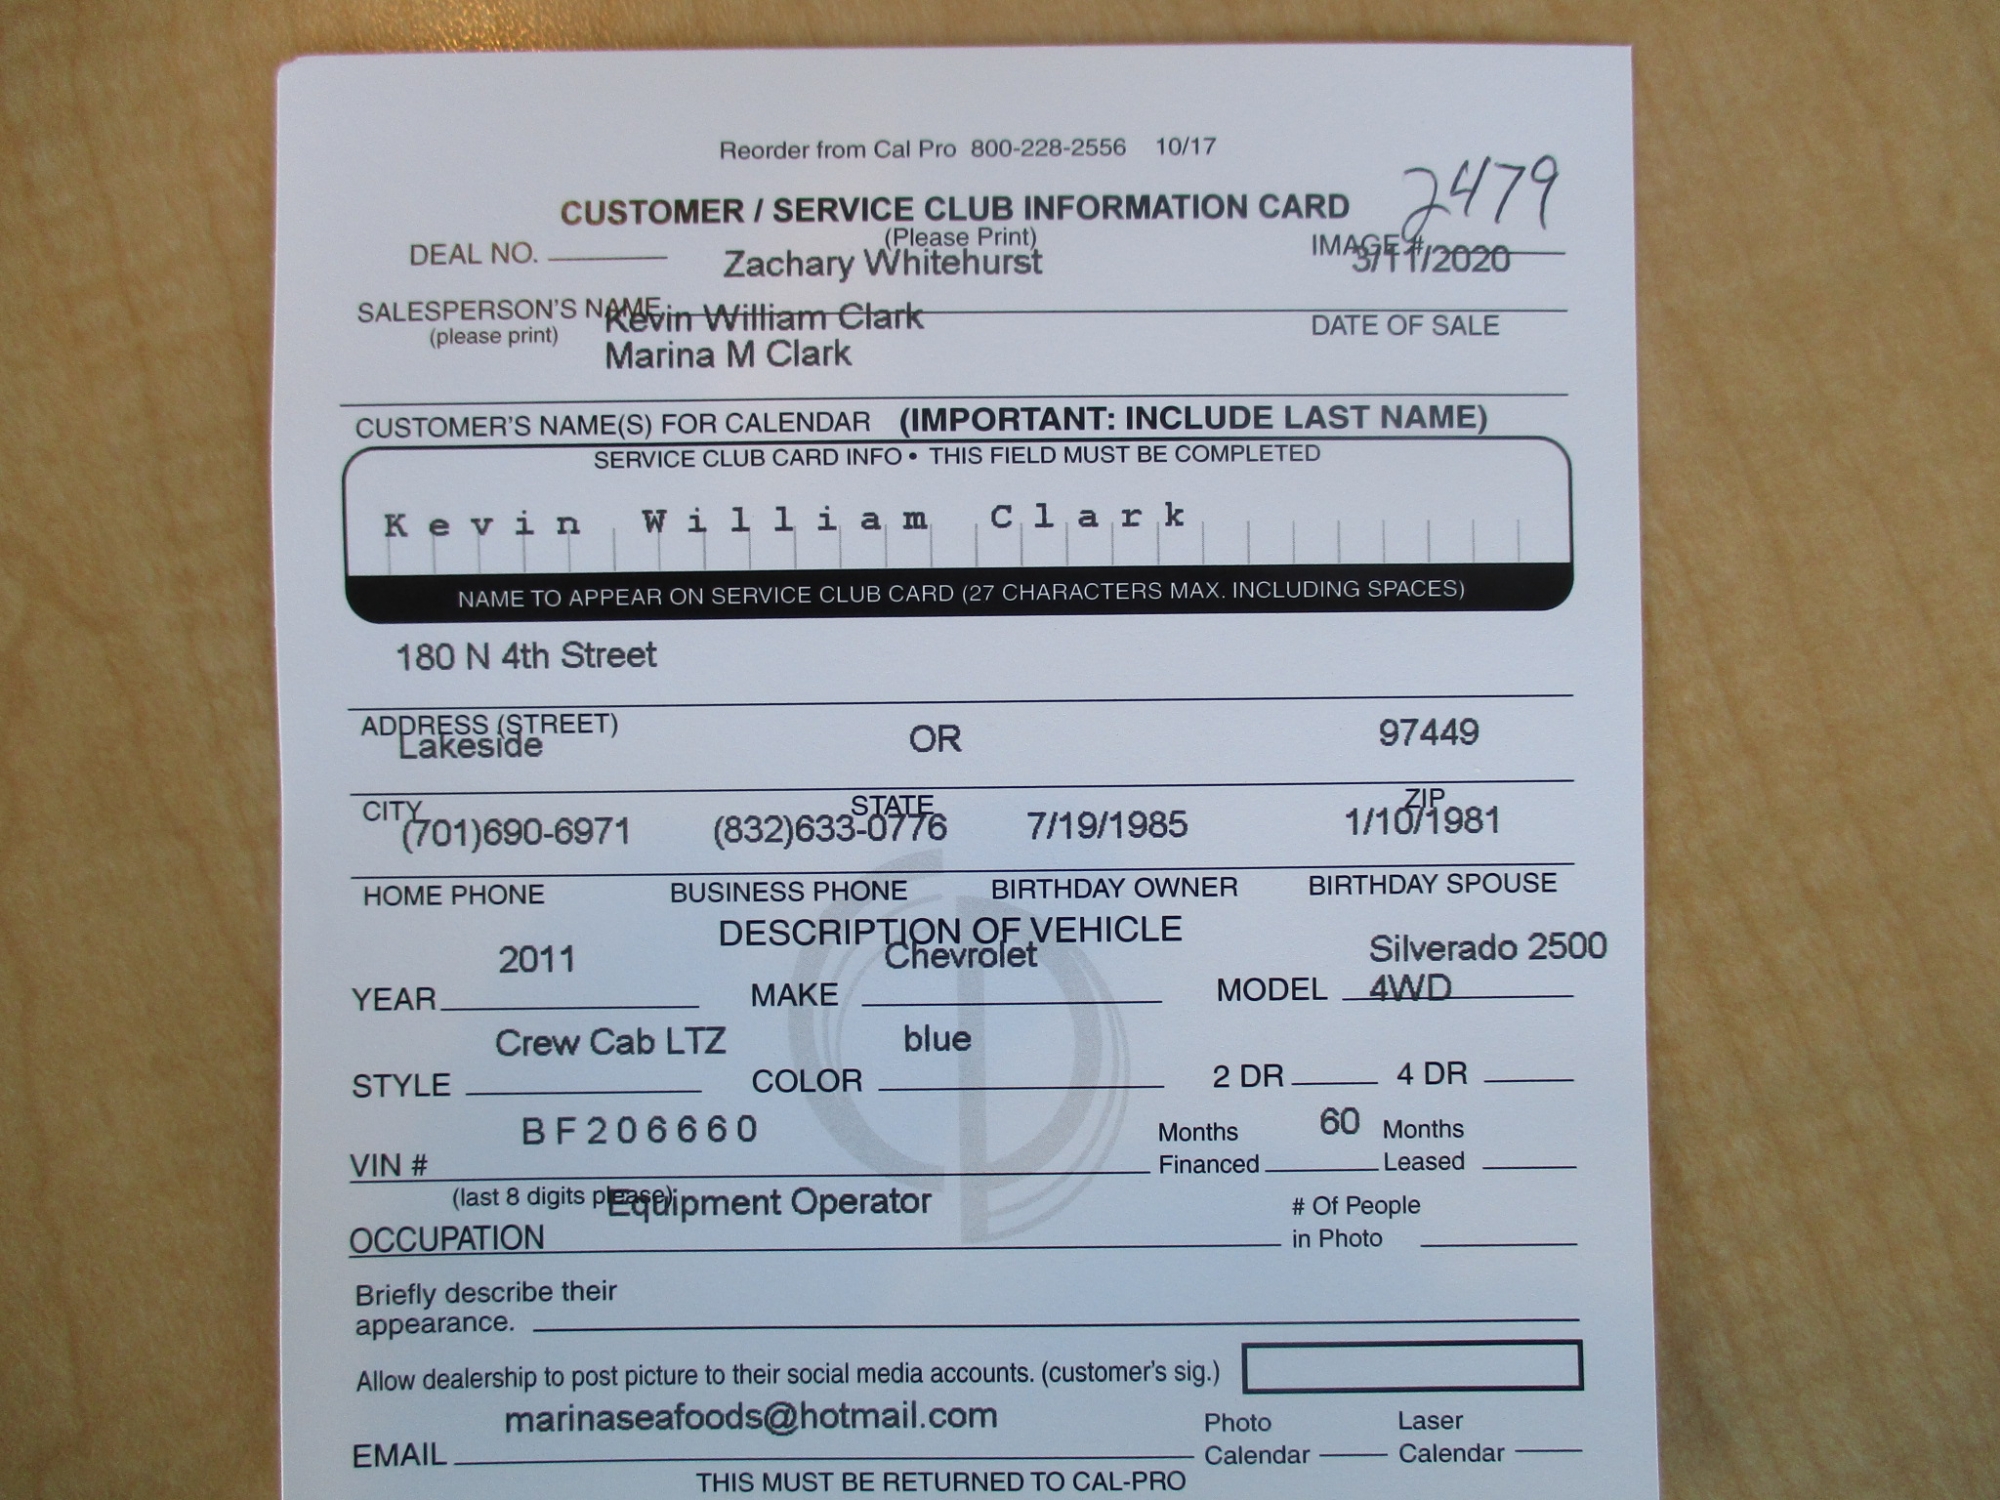 Reorder from Cal Pro 800-228-2556 10/17
2479
CUSTOMER / SERVICE CLUB INFORMATION CARD
(Please Print)
DEAL NO. Zachary Whitehurst IMAGE # 3/11/2020
SALESPERSON'S NAME Kevin William Clark DATE OF SALE
(please print) Marina M Clark
CUSTOMER'S NAME(S) FOR CALENDAR (IMPORTANT: INCLUDE LAST NAME)
SERVICE CLUB CARD INFO • THIS FIELD MUST BE COMPLETED
Kevin William Clark
NAME TO APPEAR ON SERVICE CLUB CARD (27 CHARACTERS MAX. INCLUDING SPACES)
180 N 4th Street
ADDRESS (STREET)
Lakeside OR 97449
CITY STATE ZIP
(701)690-6971 (832)633-0776 7/19/1985 1/10/1981
HOME PHONE BUSINESS PHONE BIRTHDAY OWNER BIRTHDAY SPOUSE
DESCRIPTION OF VEHICLE
2011 Chevrolet Silverado 2500
YEAR MAKE MODEL 4WD
Crew Cab LTZ blue
STYLE COLOR 2 DR 4 DR
BF206660 Months 60 Months
VIN # Financed Leased
(last 8 digits please) Equipment Operator # Of People
OCCUPATION in Photo
Briefly describe their
appearance.
Allow dealership to post picture to their social media accounts. (customer's sig.)
marinaseafoods@hotmail.com Photo Laser
EMAIL Calendar Calendar
THIS MUST BE RETURNED TO CAL-PRO